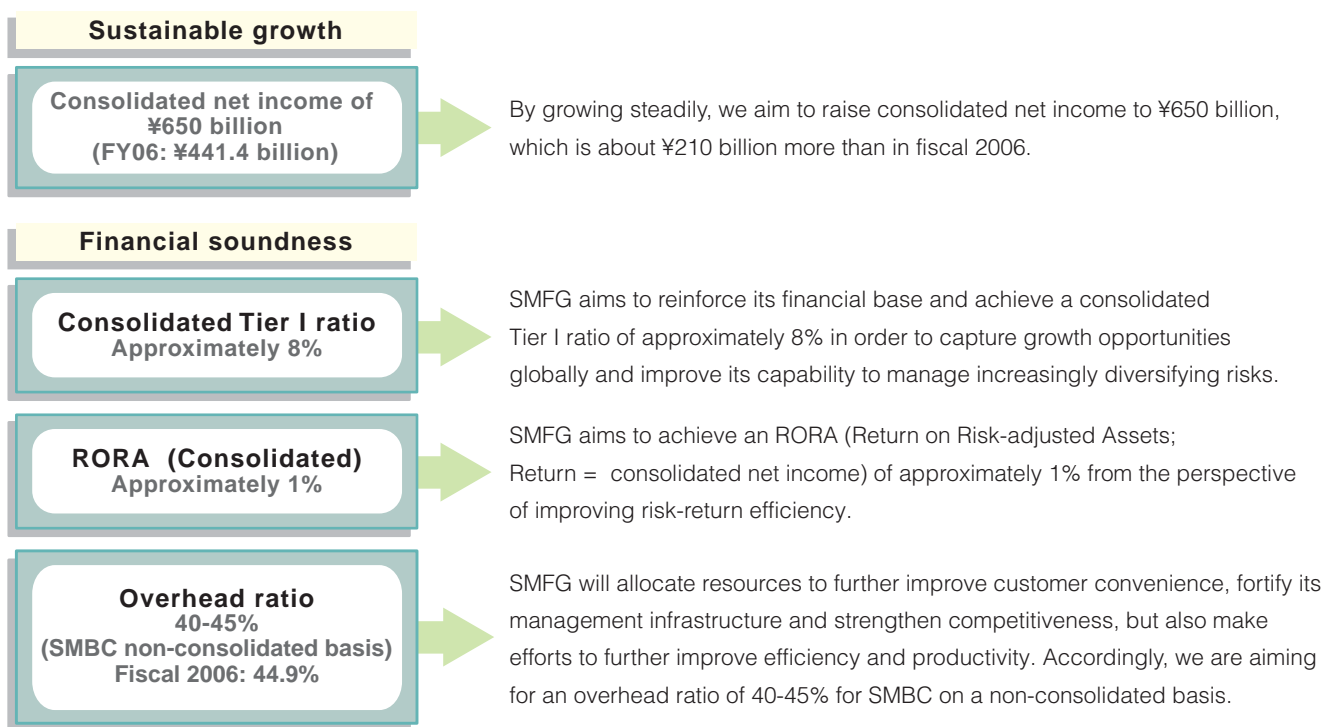 Sustainable growth
Consolidated net income of
¥650 billion
(FY06: ¥441.4 billion)
By growing steadily, we aim to raise consolidated net income to ¥650 billion,
which is about ¥210 billion more than in fiscal 2006.
Financial soundness
Consolidated Tier I ratio
Approximately 8%
SMFG aims to reinforce its financial base and achieve a consolidated
Tier I ratio of approximately 8% in order to capture growth opportunities
globally and improve its capability to manage increasingly diversifying risks.
RORA (Consolidated)
Approximately 1%
SMFG aims to achieve an RORA (Return on Risk-adjusted Assets;
Return = consolidated net income) of approximately 1% from the perspective
of improving risk-return efficiency.
Overhead ratio
40-45%
(SMBC non-consolidated basis)
Fiscal 2006: 44.9%
SMFG will allocate resources to further improve customer convenience, fortify its
management infrastructure and strengthen competitiveness, but also make
efforts to further improve efficiency and productivity. Accordingly, we are aiming
for an overhead ratio of 40-45% for SMBC on a non-consolidated basis.